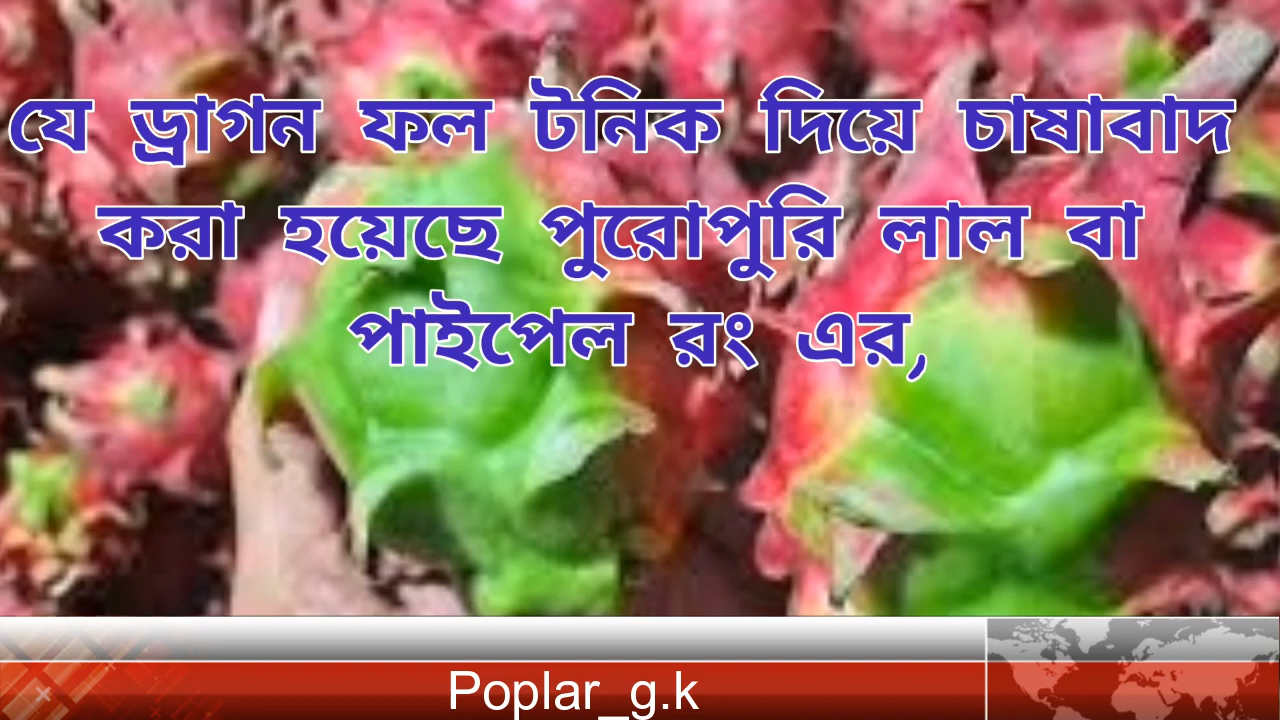 যে ড্রাগন ফল টনিক দিয়ে চাষাবাদ
করা হয়েছে পুরোপুরি লাল বা
পাইপেল রং এর,
Poplar_g.k